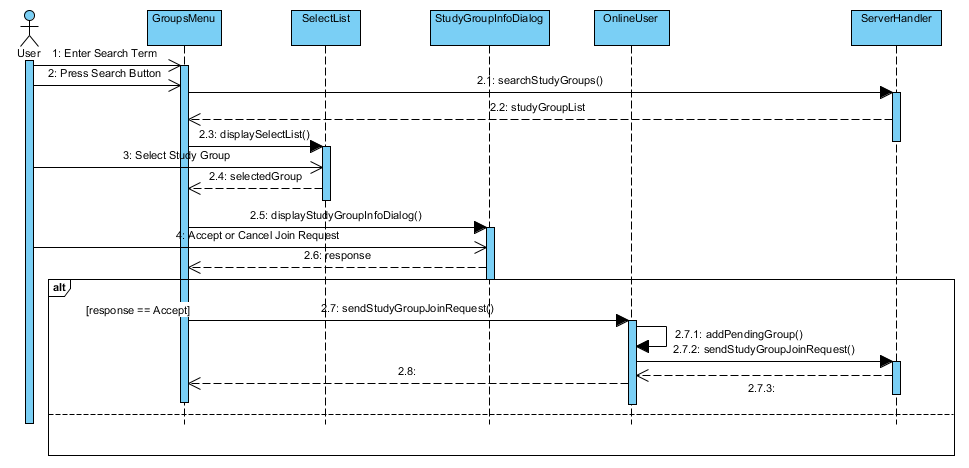 GroupsMenu
SelectList
StudyGroupInfoDialog
OnlineUser
ServerHandler
User
1: Enter Search Term
2: Press Search Button
2.1: searchStudyGroups()
2.2: studyGroupList
2.3: displaySelectList()
3: Select Study Group
2.4: selectedGroup
2.5: displayStudyGroupInfoDialog()
4: Accept or Cancel Join Request
2.6: response
alt
[response == Accept]
2.7: sendStudyGroupJoinRequest()
2.7.1: addPendingGroup()
2.7.2: sendStudyGroupJoinRequest()
2.8:
2.7.3: